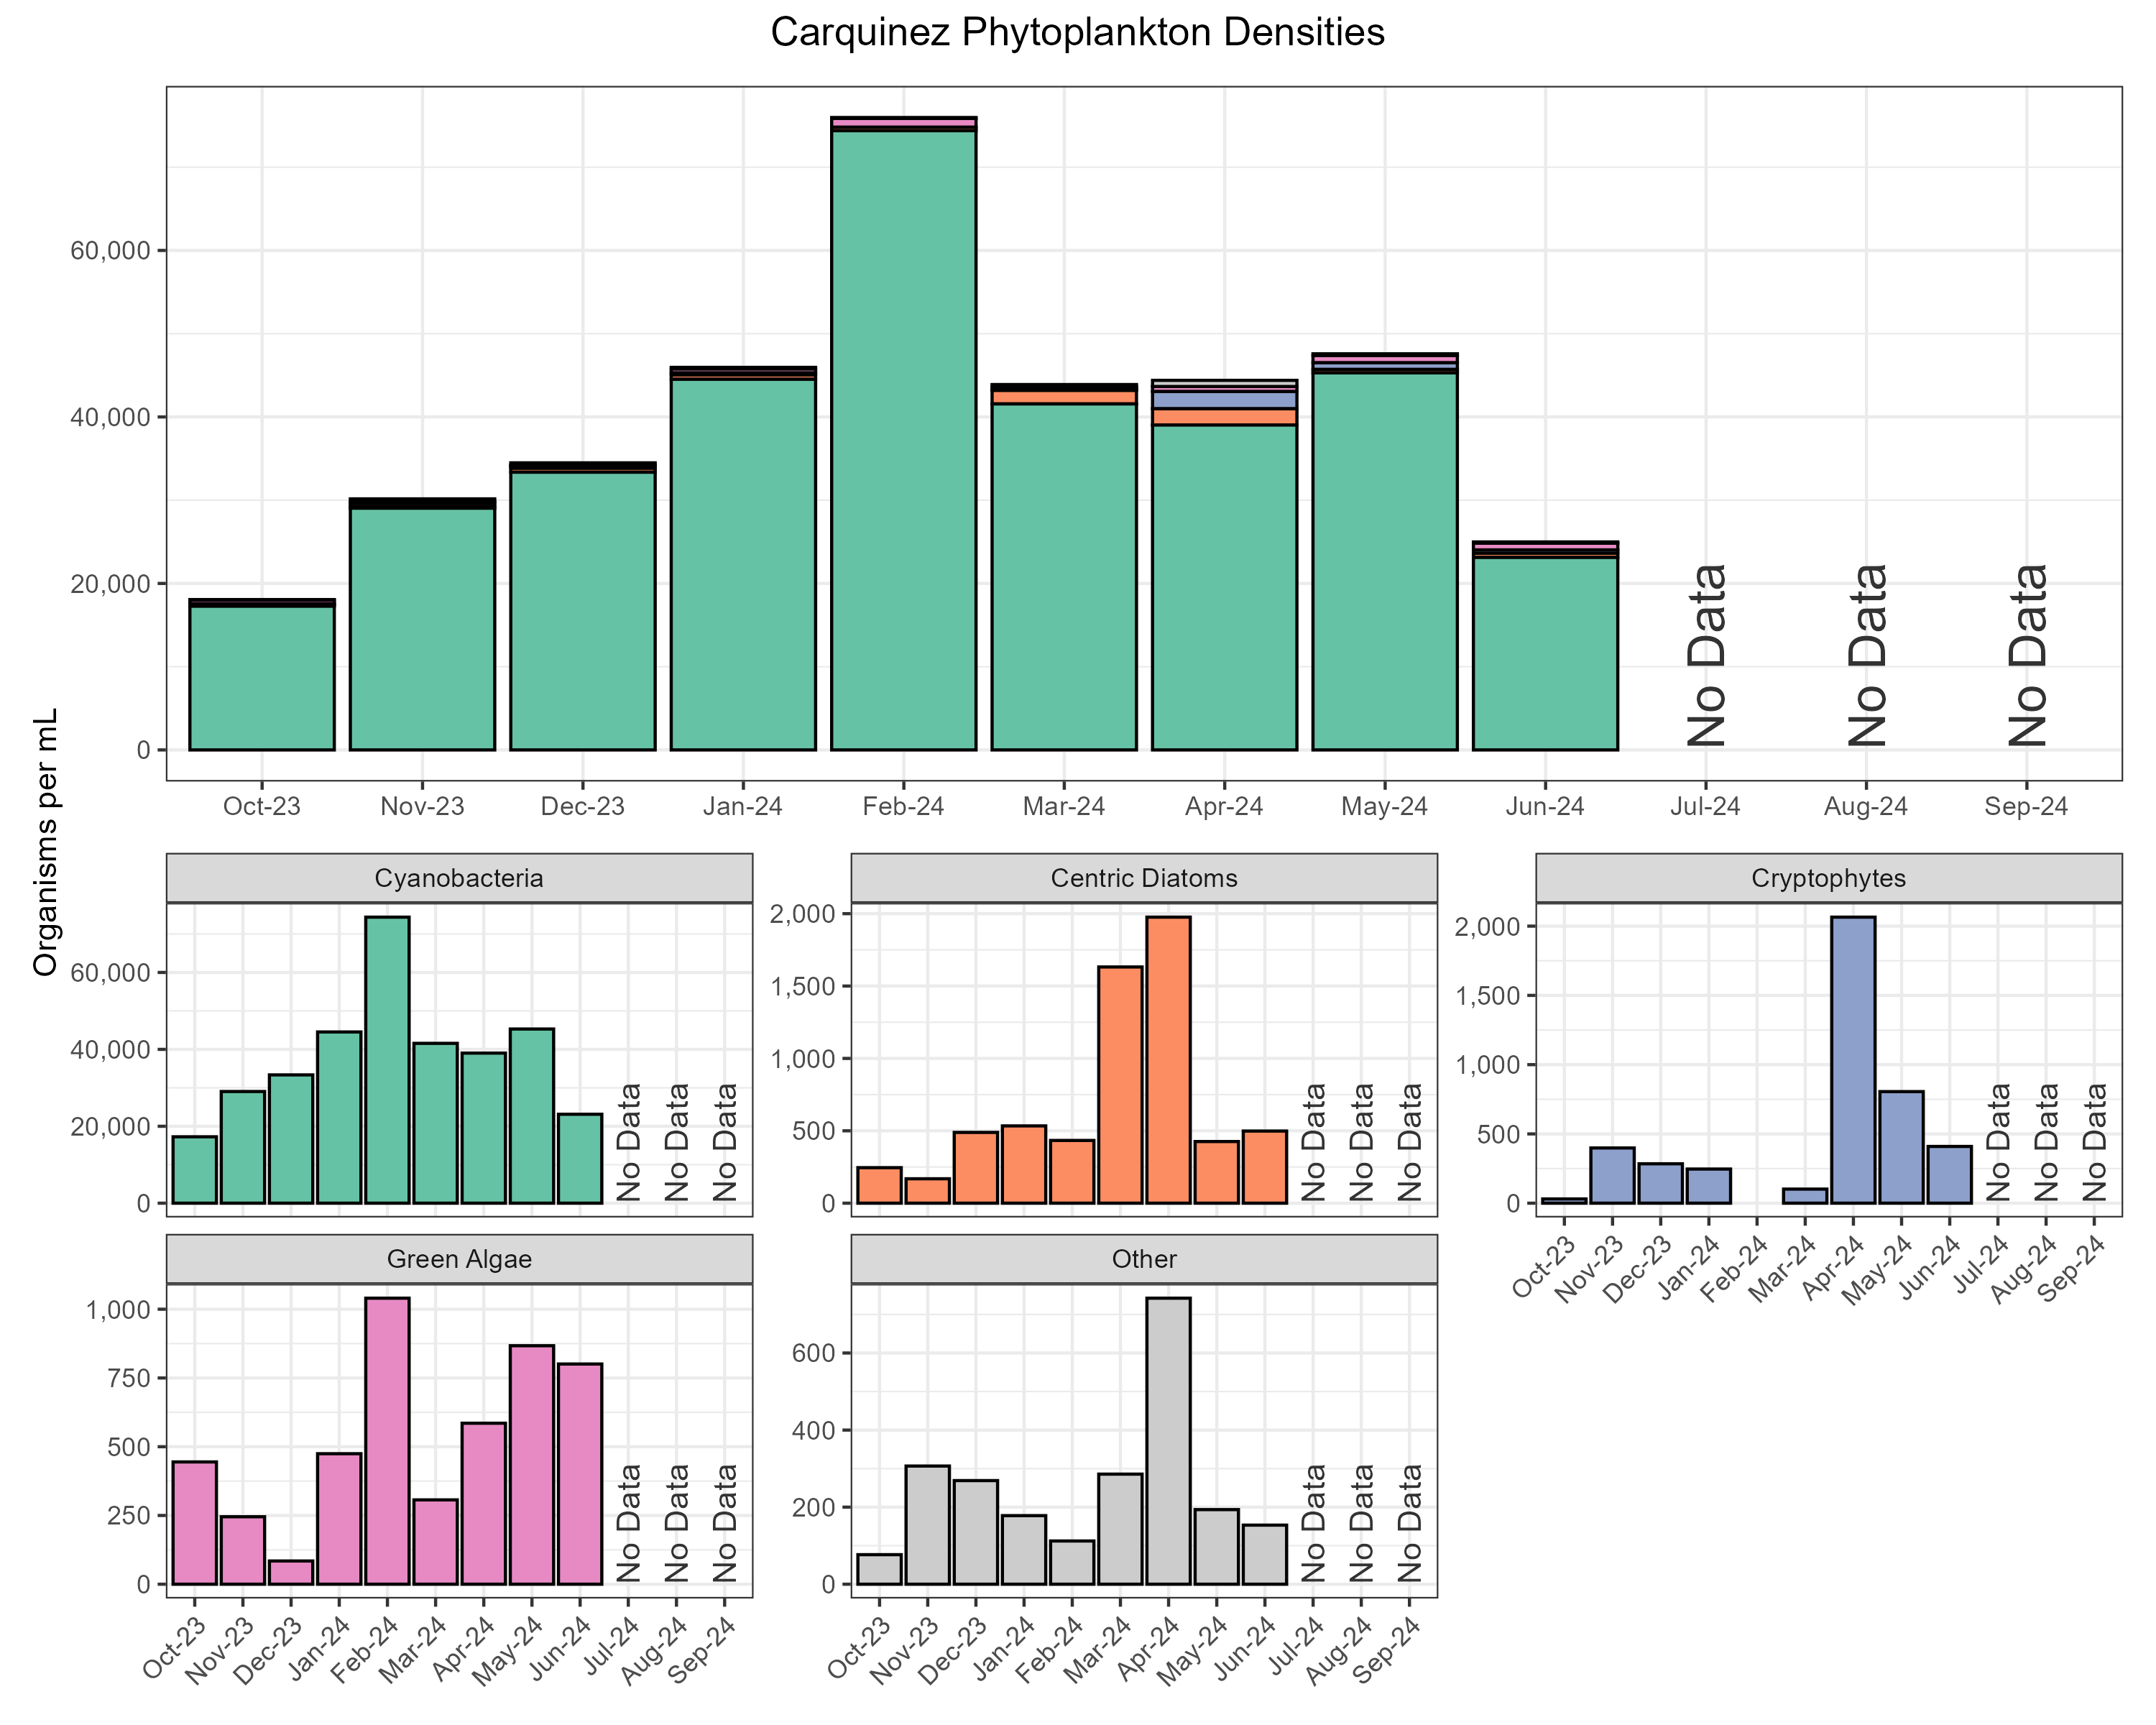 Carquinez Phytoplankton Densities
Organisms per mL
60,000
40,000
20,000
0
No Data
No Data
No Data
Oct-23
Nov-23
Dec-23
Jan-24
Feb-24
Mar-24
Apr-24
May-24
Jun-24
Jul-24
Aug-24
Sep-24
Cyanobacteria
60,000
40,000
20,000
0
No Data
No Data
No Data
Centric Diatoms
2,000
1,500
1,000
500
0
No Data
No Data
No Data
Cryptophytes
2,000
1,500
1,000
500
0
No Data
No Data
No Data
Oct-23
Nov-23
Dec-23
Jan-24
Feb-24
Mar-24
Apr-24
May-24
Jun-24
Jul-24
Aug-24
Sep-24
Green Algae
1,000
750
500
250
0
No Data
No Data
No Data
Oct-23
Nov-23
Dec-23
Jan-24
Feb-24
Mar-24
Apr-24
May-24
Jun-24
Jul-24
Aug-24
Sep-24
Other
600
400
200
0
No Data
No Data
No Data
Oct-23
Nov-23
Dec-23
Jan-24
Feb-24
Mar-24
Apr-24
May-24
Jun-24
Jul-24
Aug-24
Sep-24